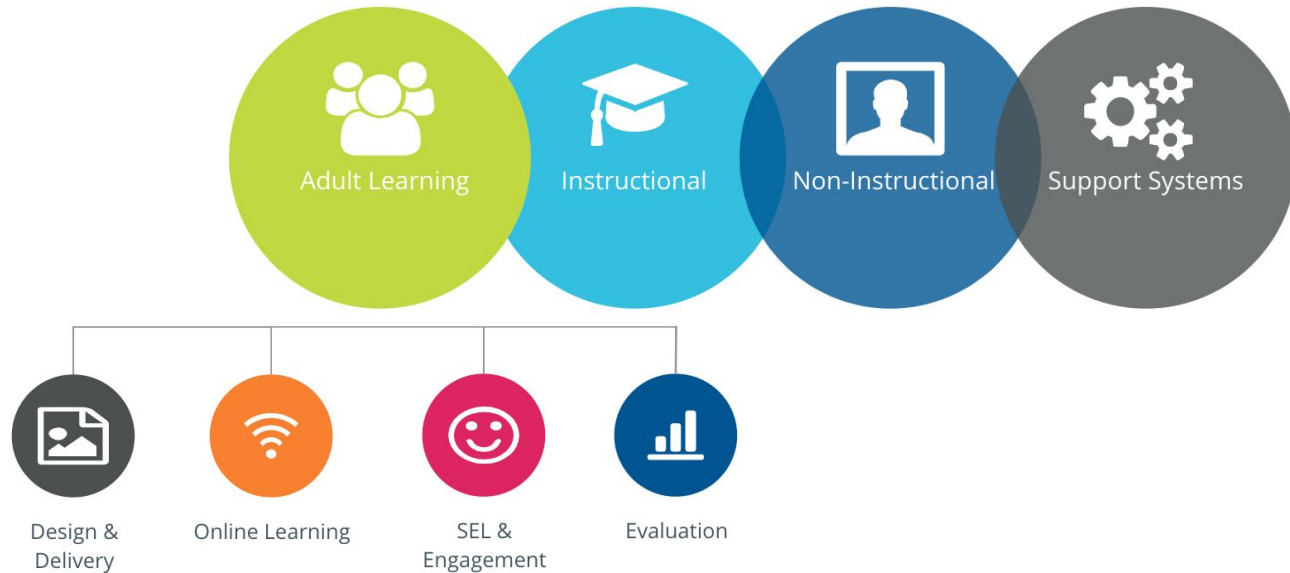 Adult Learning
Instructional
Non-Instructional
Support Systems
Design &
Delivery
Online Learning
SEL &
Engagement
Evaluation